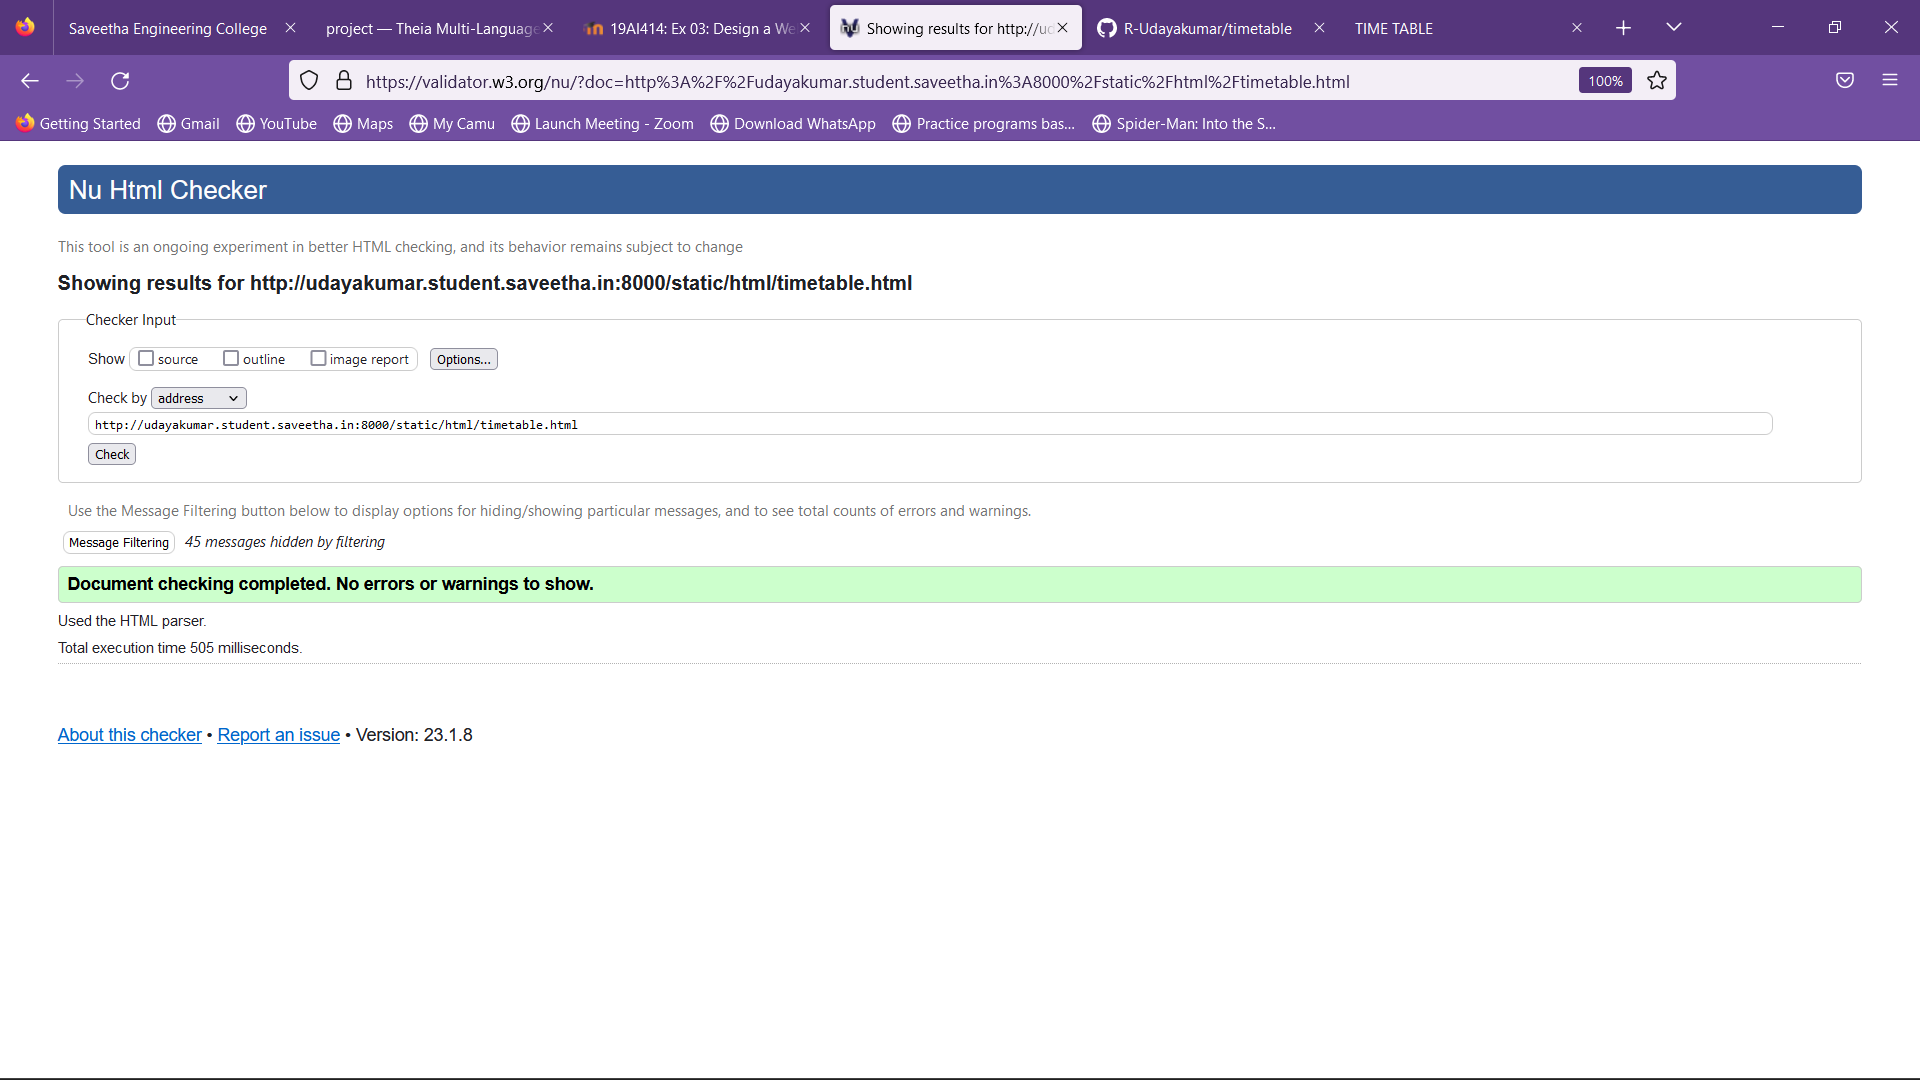 Saveetha Engineering College
project — Theia Multi-Language
19AI414: Ex 03: Design a We
Showing results for http://ud
R-Udayakumar/timetable
TIME TABLE
https://validator.w3.org/nu/?doc=http%3A%2F%2Fudayakumar.student.saveetha.in%3A8000%2Fstatic%2Fhtml%2Ftimetable.html
100%
Getting Started
Gmail
YouTube
Maps
My Camu
Launch Meeting - Zoom
Download WhatsApp
Practice programs bas...
Spider-Man: Into the S...
Nu Html Checker
This tool is an ongoing experiment in better HTML checking, and its behavior remains subject to change
Showing results for http://udayakumar.student.saveetha.in:8000/static/html/timetable.html
Checker Input
Show source outline image report Options...
Check by address
http://udayakumar.student.saveetha.in:8000/static/html/timetable.html
Check
Use the Message Filtering button below to display options for hiding/showing particular messages, and to see total counts of errors and warnings.
Message Filtering 45 messages hidden by filtering
Document checking completed. No errors or warnings to show.
Used the HTML parser.
Total execution time 505 milliseconds.
About this checker • Report an issue • Version: 23.1.8